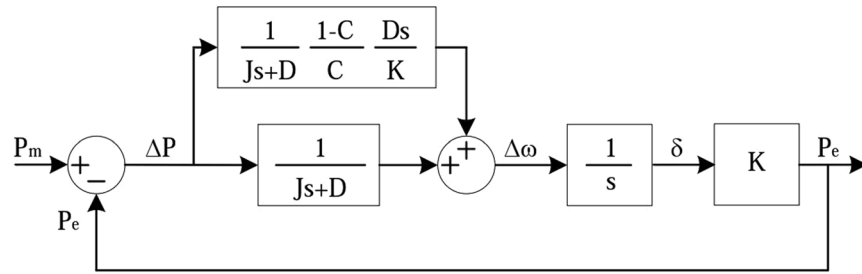 1 1-C Ds
Js+D C K
Pm
+
−
ΔP
1
Js+D
+
+
Δω
1
s
δ
K
Pe
Pe